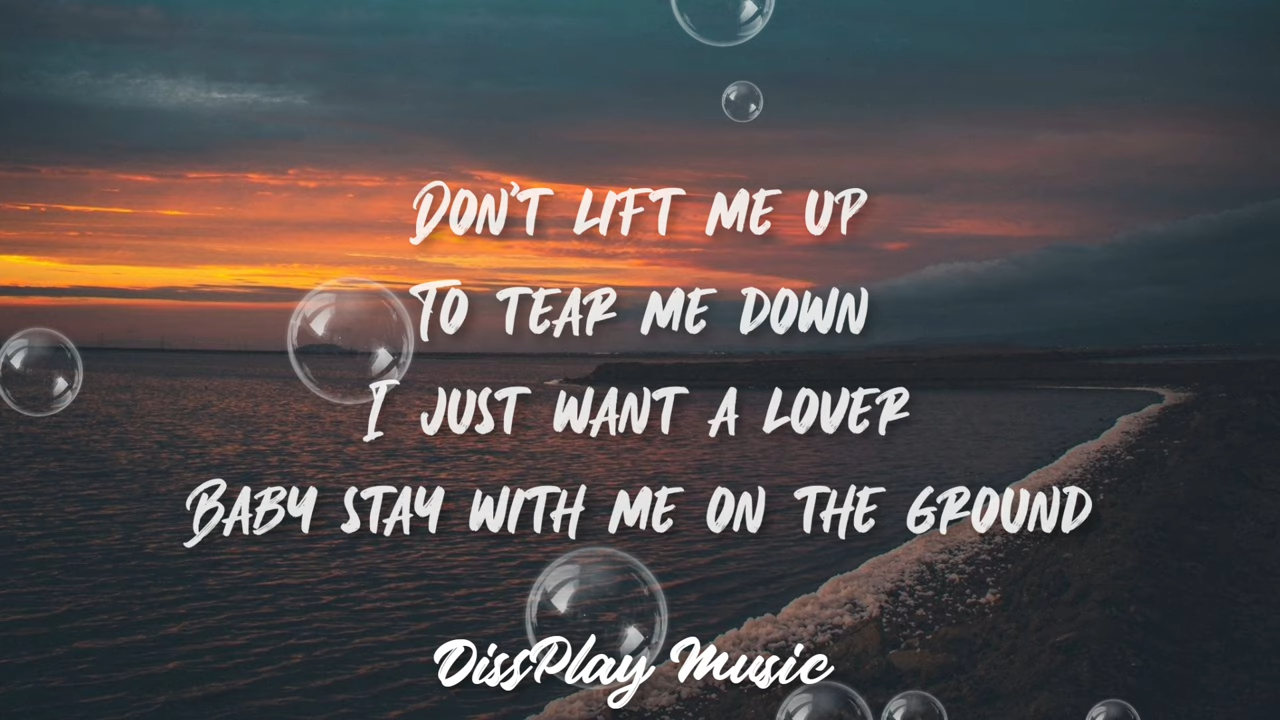 Don't lift me up
To tear me down
I just want a lover
Baby stay with me on the ground
DissPlay Music